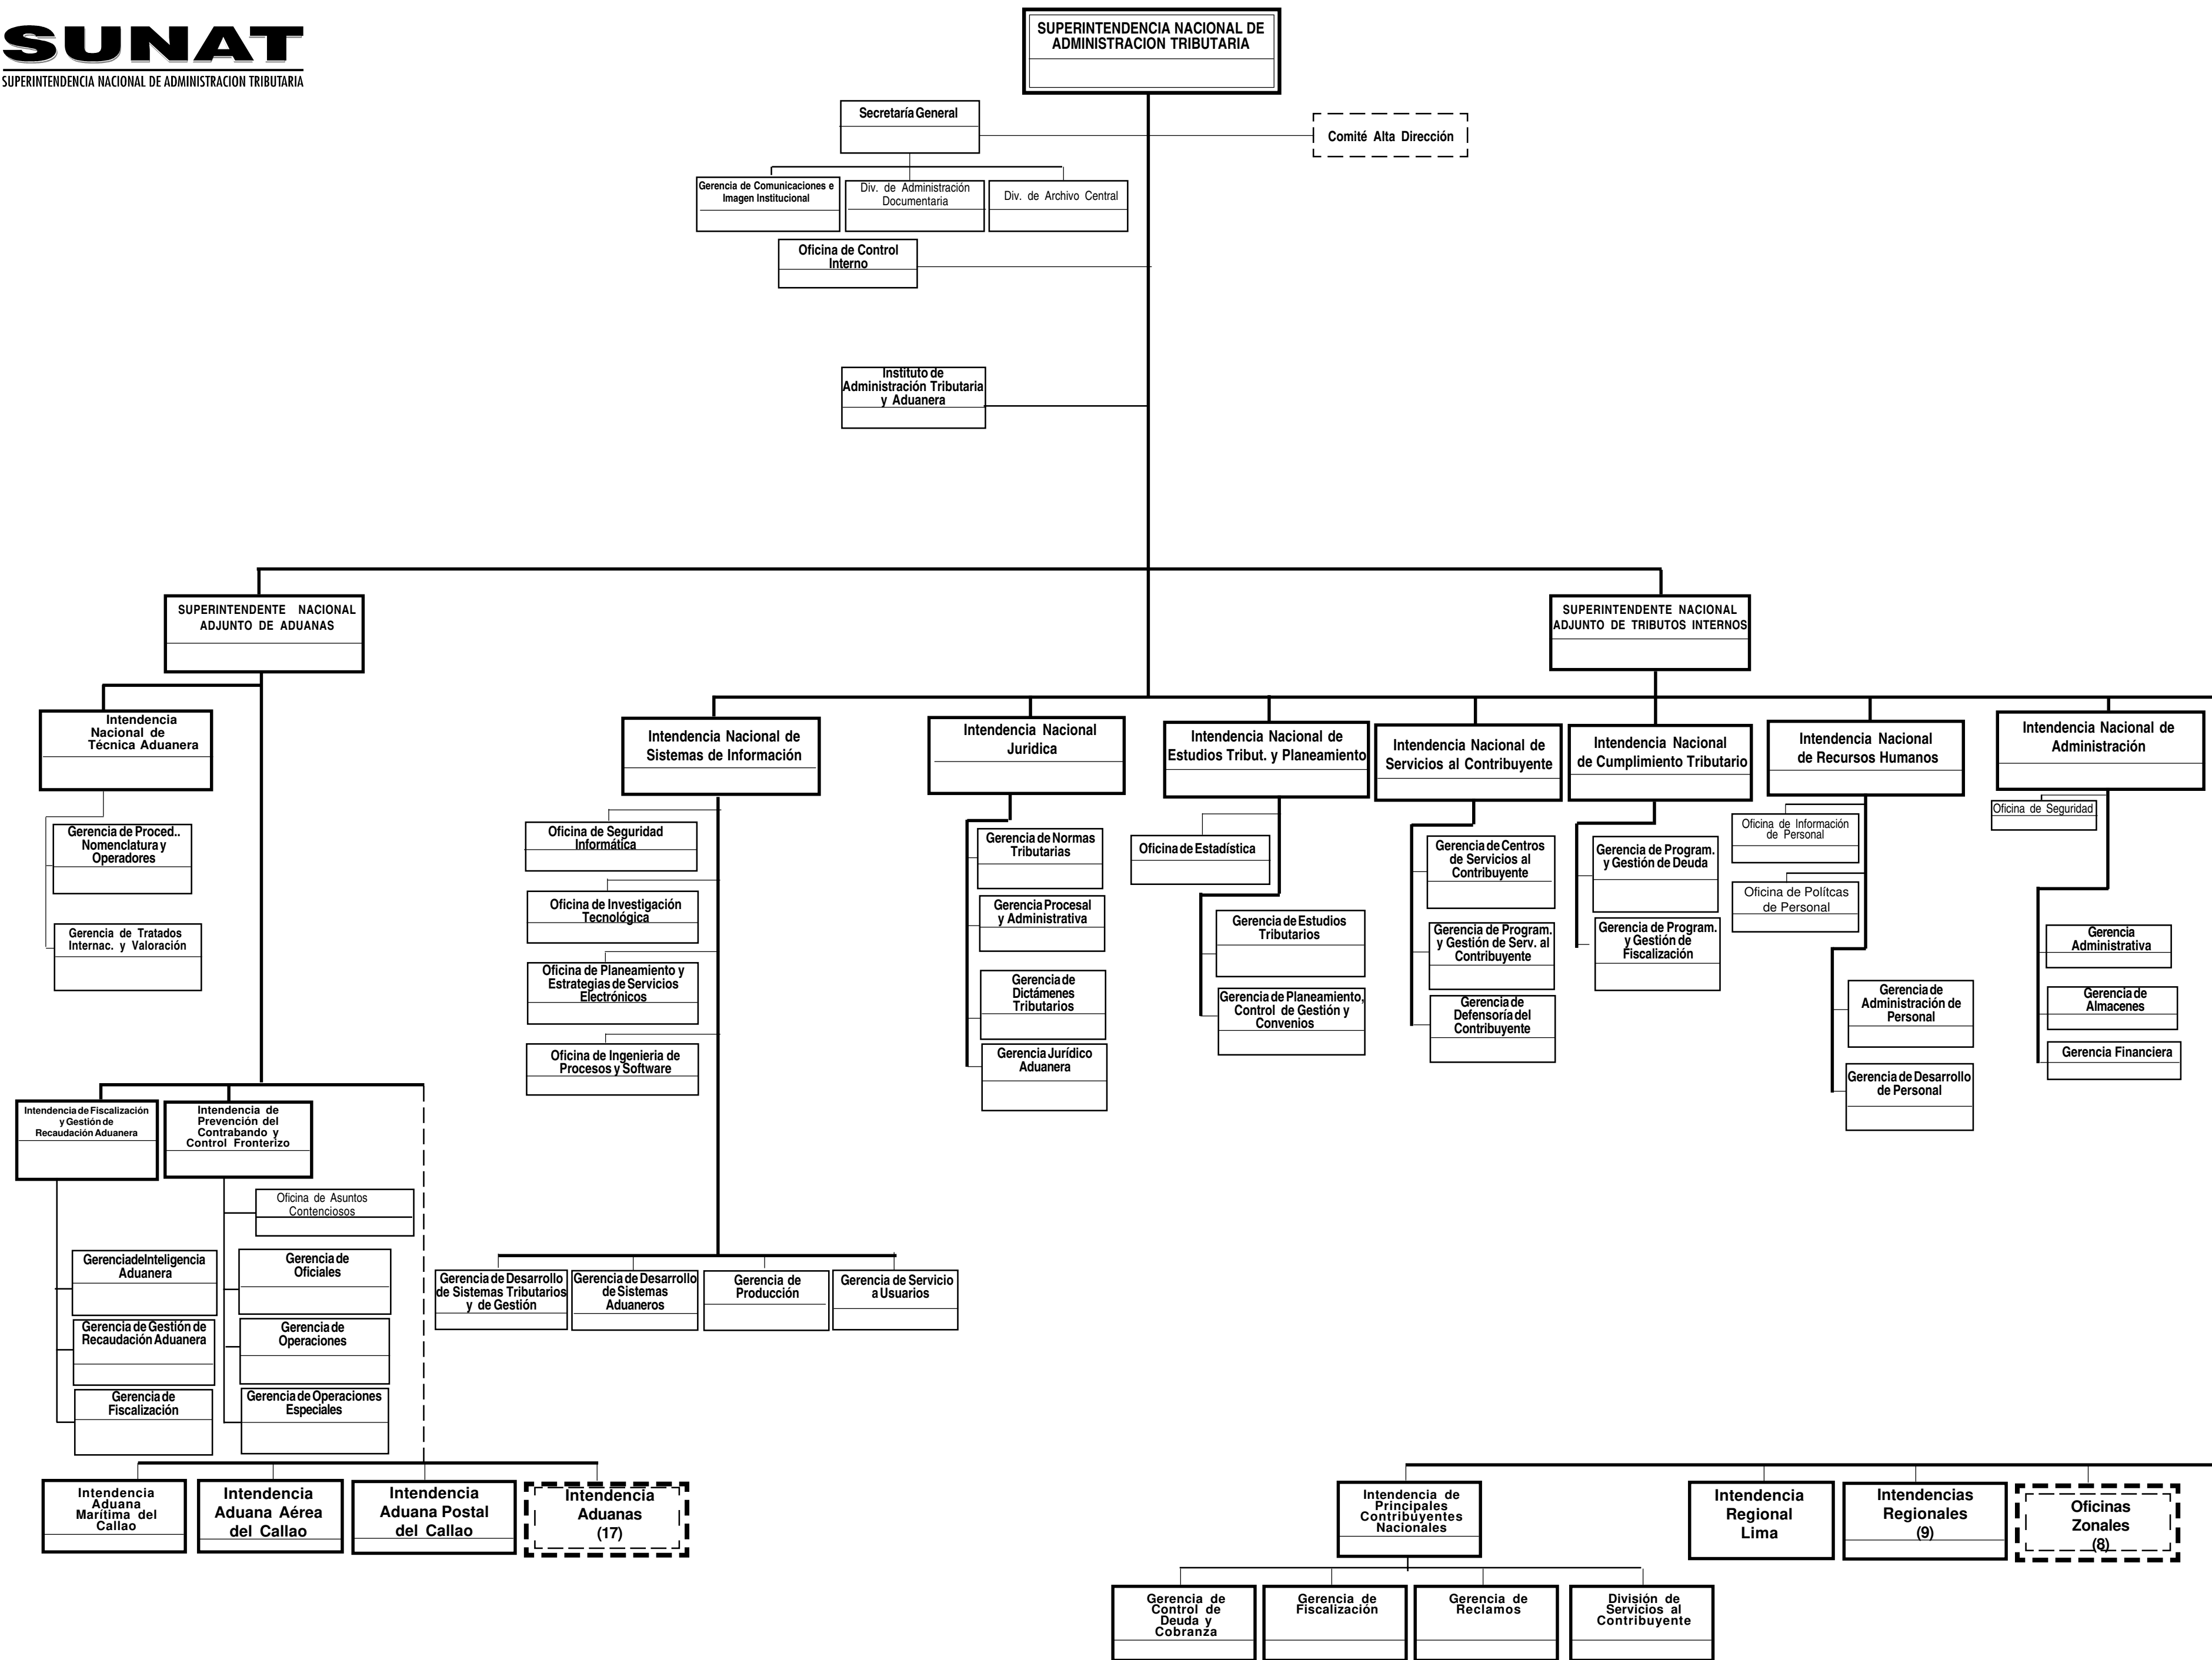 SUNAT
SUPERINTENDENCIA NACIONAL DE ADMINISTRACION TRIBUTARIA
SUPERINTENDENCIA NACIONAL DE
ADMINISTRACION TRIBUTARIA
Secretaría General
Comité Alta Dirección
Gerencia de Comunicaciones e
Imagen Institucional
Div. de Administración
Documentaria
Div. de Archivo Central
Oficina de Control
Interno
Instituto de
Administración Tributaria
y Aduanera
SUPERINTENDENTE NACIONAL
ADJUNTO DE ADUANAS
SUPERINTENDENTE NACIONAL
ADJUNTO DE TRIBUTOS INTERNOS
Intendencia
Nacional de
Técnica Aduanera
Intendencia Nacional de
Sistemas de Información
Intendencia Nacional
Juridica
Intendencia Nacional de
Estudios Tribut. y Planeamiento
Intendencia Nacional de
Servicios al Contribuyente
Intendencia Nacional
de Cumplimiento Tributario
Intendencia Nacional
de Recursos Humanos
Intendencia Nacional de
Administración
Gerencia de Proced..
Nomenclatura y
Operadores
Gerencia de Tratados
Internac. y Valoración
Oficina de Seguridad
Informática
Oficina de Investigación
Tecnológica
Oficina de Planeamiento y
Estrategias de Servicios
Electrónicos
Oficina de Ingenieria de
Procesos y Software
Gerencia de Normas
Tributarias
Gerencia Procesal
y Administrativa
Gerencia de
Dictámenes
Tributarios
Gerencia Jurídico
Aduanera
Oficina de Estadística
Gerencia de Estudios
Tributarios
Gerencia de Planeamiento,
Control de Gestión y
Convenios
Gerencia de Centros
de Servicios al
Contribuyente
Gerencia de Program.
y Gestión de Serv. al
Contribuyente
Gerencia de
Defensoría del
Contribuyente
Gerencia de Program.
y Gestión de Deuda
Gerencia de Program.
y Gestión de
Fiscalización
Oficina de Información
de Personal
Oficina de Polítcas
de Personal
Gerencia de
Administración de
Personal
Gerencia de Desarrollo
de Personal
Oficina de Seguridad
Gerencia
Administrativa
Gerencia de
Almacenes
Gerencia Financiera
Intendencia de Fiscalización
y Gestión de
Recaudación Aduanera
Intendencia de
Prevención del
Contrabando y
Control Fronterizo
Oficina de Asuntos
Contenciosos
Gerencia de Inteligencia
Aduanera
Gerencia de
Oficiales
Gerencia de Gestión de
Recaudación Aduanera
Gerencia de
Operaciones
Gerencia de
Fiscalización
Gerencia de Operaciones
Especiales
Gerencia de Desarrollo
de Sistemas Tributarios
y de Gestión
Gerencia de Desarrollo
de Sistemas
Aduaneros
Gerencia de
Producción
Gerencia de Servicio
a Usuarios
Intendencia
Aduana
Marítima del
Callao
Intendencia
Aduana Aérea
del Callao
Intendencia
Aduana Postal
del Callao
Intendencia
Aduanas
(17)
Intendencia de
Principales
Contribuyentes
Nacionales
Intendencia
Regional
Lima
Intendencias
Regionales
(9)
Oficinas
Zonales
(8)
Gerencia de
Control de
Deuda y
Cobranza
Gerencia de
Fiscalización
Gerencia de
Reclamos
División de
Servicios al
Contribuyente